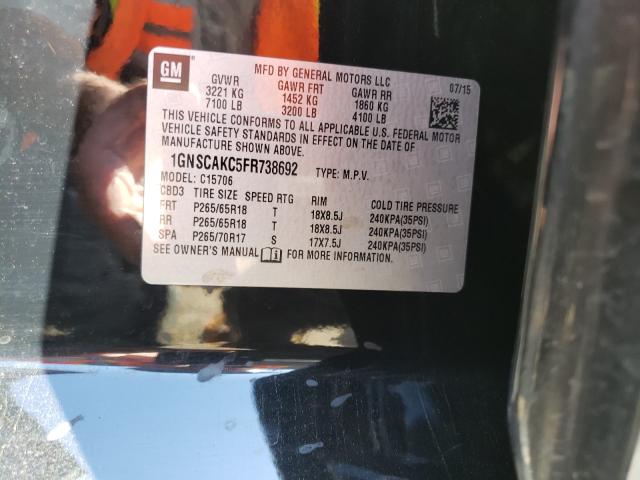 GM
MFD BY GENERAL MOTORS LLC 07/15
GVWR GAWR FRT GAWR RR
3221 KG 1452 KG 1860 KG
7100 LB 3200 LB 4100 LB
THIS VEHICLE CONFORMS TO ALL APPLICABLE U.S. FEDERAL MOTOR
VEHICLE SAFETY STANDARDS IN EFFECT ON THE DATE OF
MANUFACTURE SHOWN ABOVE.
1GNSCAKC5FR738692 TYPE: M.P.V.
MODEL: C15706
CBD3 TIRE SIZE SPEED RTG RIM COLD TIRE PRESSURE
FRT P265/65R18 T 18X8.5J 240KPA(35PSI)
RR P265/65R18 T 18X8.5J 240KPA(35PSI)
SPA P265/70R17 S 17X7.5J 240KPA(35PSI)
SEE OWNER'S MANUAL FOR MORE INFORMATION.